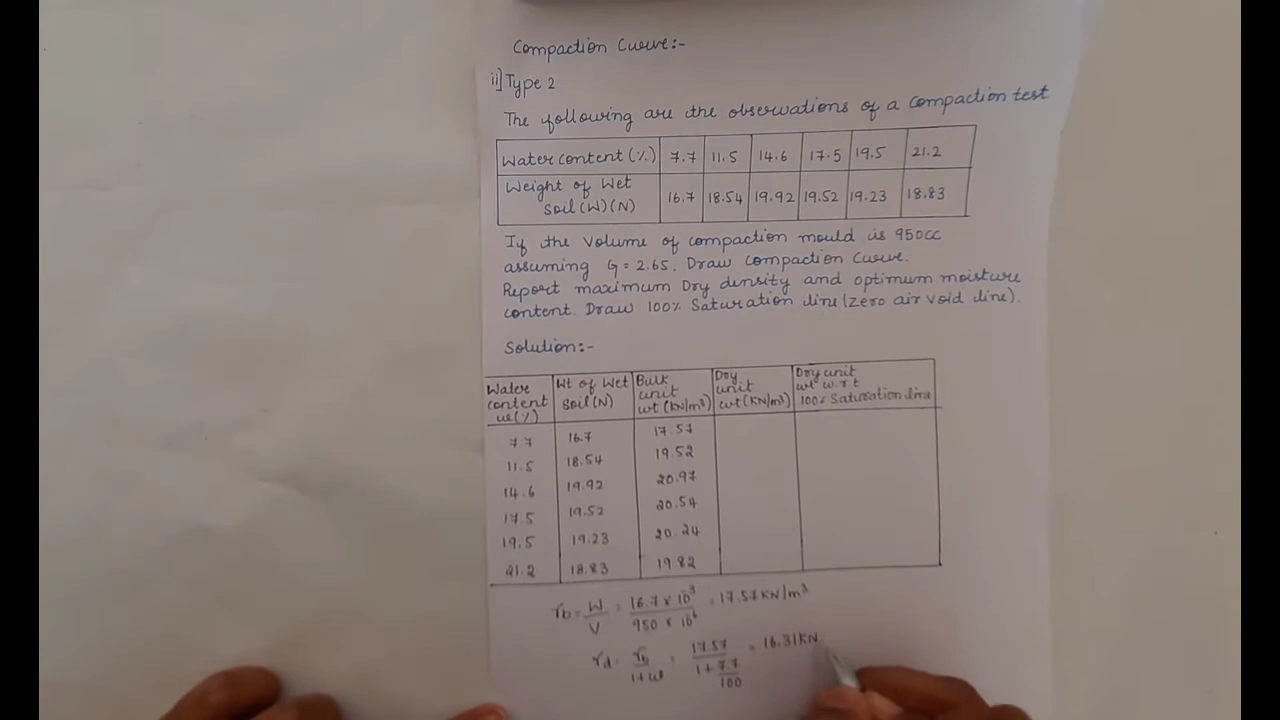 Compaction Curve:-
ii] Type 2
The following are the observations of a compaction test
Water content (%) 7.7 11.5 14.6 17.5 19.5 21.2
Weight of Wet
Soil (W) (N) 16.7 18.54 19.92 19.52 19.23 18.83
If the Volume of compaction mould is 950cc
assuming G = 2.65. Draw compaction Curve.
Report maximum Dry density and optimum moisture
content. Draw 100% Saturation line (Zero air void line).
Solution:-
Water content w(%) Wt of Wet Soil (N) Bulk unit wt (KN/m³) Dry unit wt (KN/m³) Dry unit wt w.r.t 100% Saturation line
7.7 16.7 17.57
11.5 18.54 19.52
14.6 19.92 20.97
17.5 19.52 20.54
19.5 19.23 20.24
21.2 18.83 19.82
γb = W/V = 16.7 × 10⁻³ / 950 × 10⁻⁶ = 17.57 KN/m³
γd = γb / 1+w = 17.57 / 1 + 7.7/100 = 16.31 KN